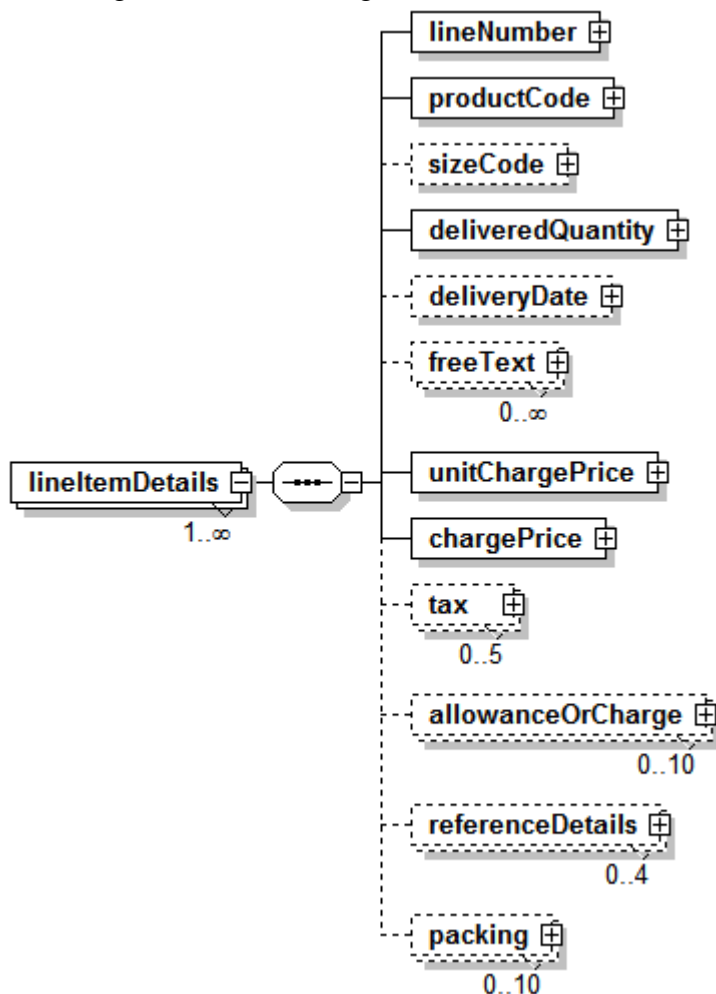 lineNumber
productCode
sizeCode
deliveredQuantity
deliveryDate
freeText
0..∞
lineItemDetails
1..∞
unitChargePrice
chargePrice
tax
0..5
allowanceOrCharge
0..10
referenceDetails
0..4
packing
0..10